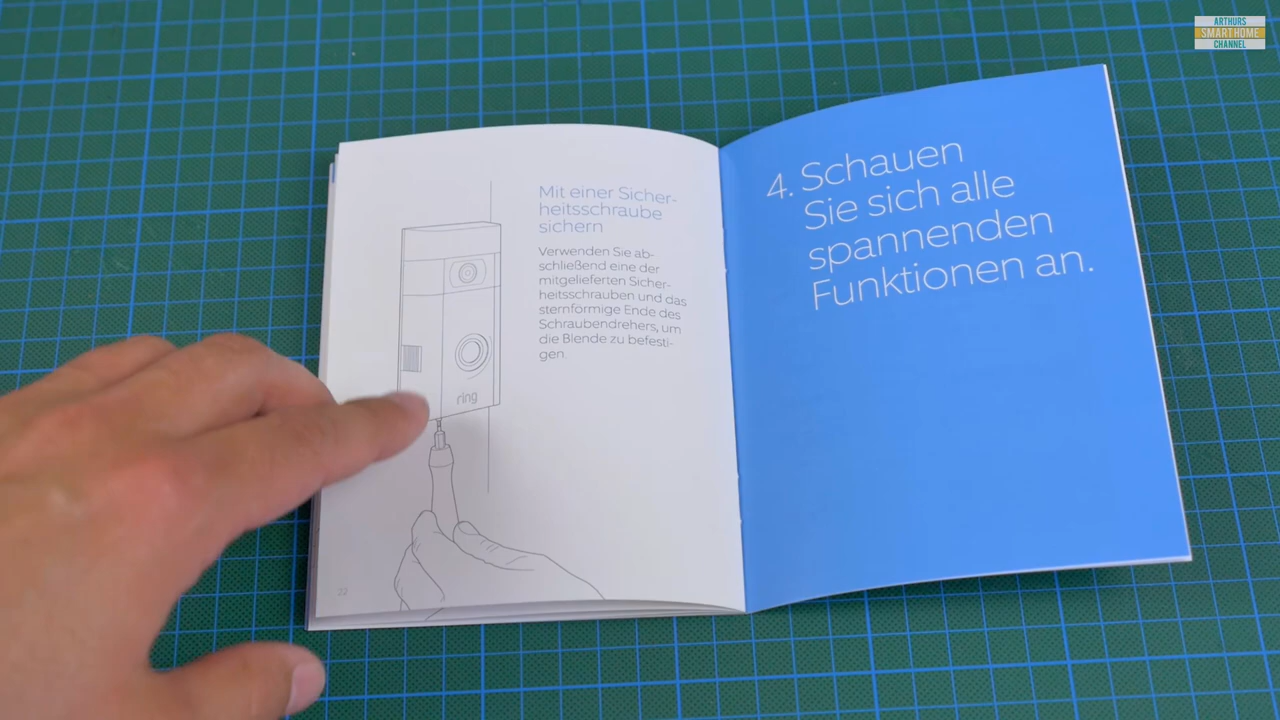 ARTHURS
SMARTHOME
CHANNEL
Mit einer Sicher-
heitsschraube
sichern
Verwenden Sie ab-
schließend eine der
mitgelieferten Sicher-
heitsschrauben und das
sternförmige Ende des
Schraubendrehers, um
die Blende zu befesti-
gen.
ring
22
4. Schauen
Sie sich alle
spannenden
Funktionen an.